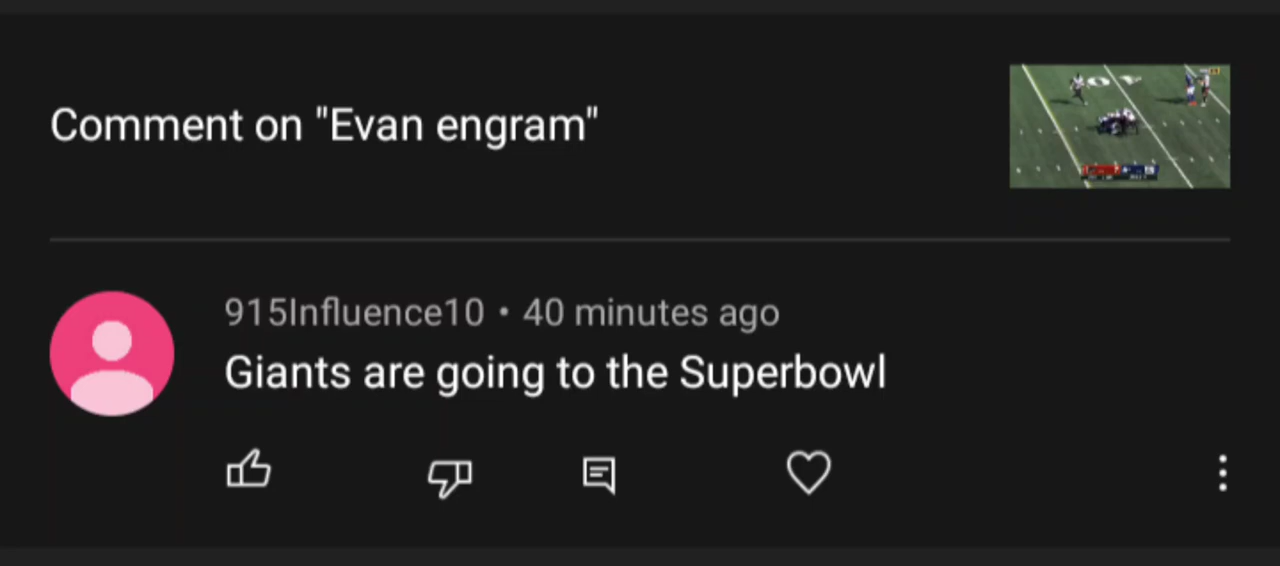 Comment on "Evan engram"
915Influence10 • 40 minutes ago
Giants are going to the Superbowl